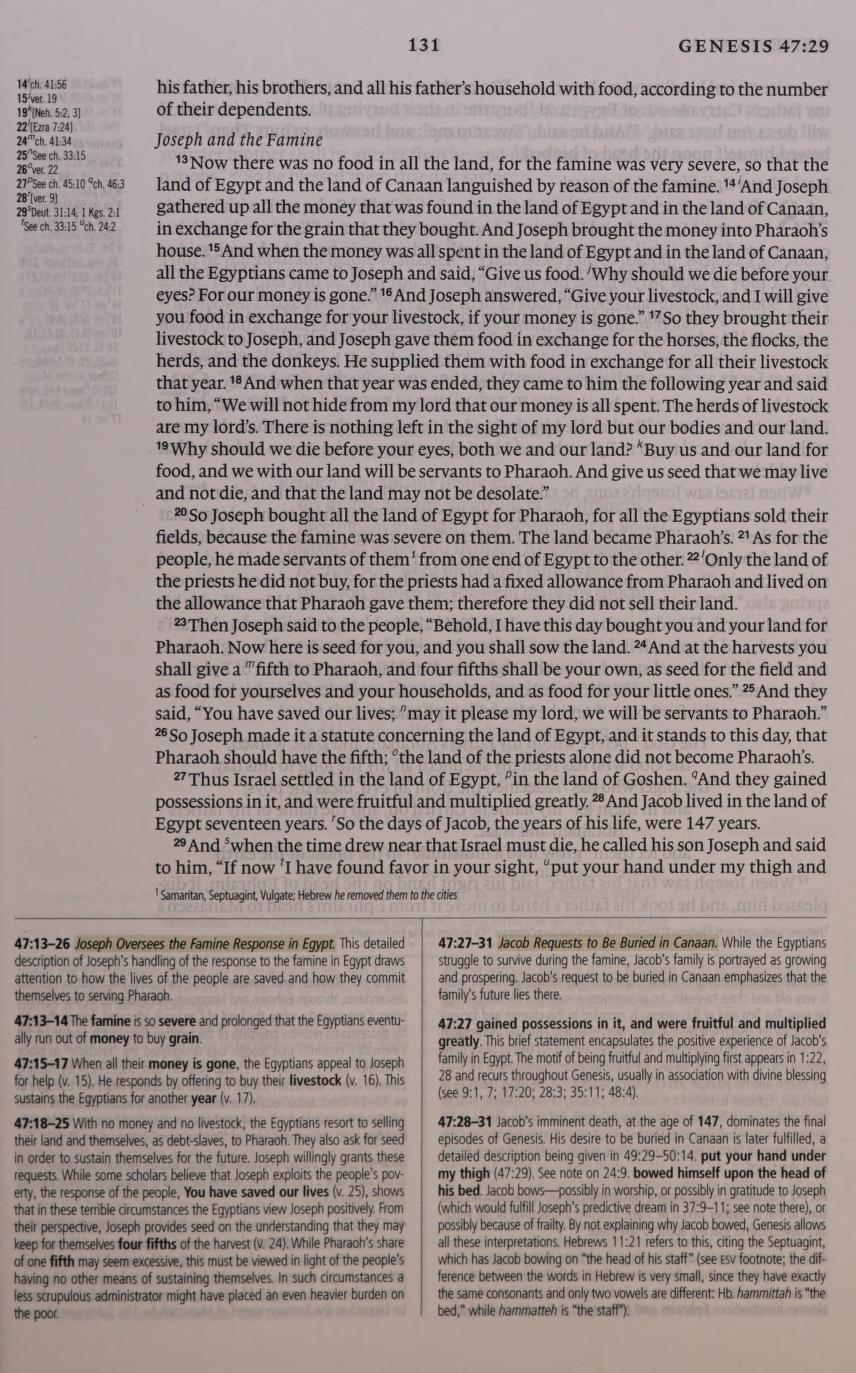 131
GENESIS 47:29
14 i ch. 41:56
15 j ver. 19
19 k [Neh. 5:2, 3]
22 l [Ezra 7:24]
24 m ch. 41:34
25 n See ch. 33:15
26 o ver. 22
27 p See ch. 45:10 q ch. 46:3
28 r [ver. 9]
29 s Deut. 31:14; 1 Kgs. 2:1
t See ch. 33:15 u ch. 24:2
his father, his brothers, and all his father's household with food, according to the number
of their dependents.
Joseph and the Famine
13 Now there was no food in all the land, for the famine was very severe, so that the
land of Egypt and the land of Canaan languished by reason of the famine. 14 i And Joseph
gathered up all the money that was found in the land of Egypt and in the land of Canaan,
in exchange for the grain that they bought. And Joseph brought the money into Pharaoh's
house. 15 And when the money was all spent in the land of Egypt and in the land of Canaan,
all the Egyptians came to Joseph and said, "Give us food. j Why should we die before your
eyes? For our money is gone." 16 And Joseph answered, "Give your livestock, and I will give
you food in exchange for your livestock, if your money is gone." 17 So they brought their
livestock to Joseph, and Joseph gave them food in exchange for the horses, the flocks, the
herds, and the donkeys. He supplied them with food in exchange for all their livestock
that year. 18 And when that year was ended, they came to him the following year and said
to him, "We will not hide from my lord that our money is all spent. The herds of livestock
are my lord's. There is nothing left in the sight of my lord but our bodies and our land.
19 Why should we die before your eyes, both we and our land? k Buy us and our land for
food, and we with our land will be servants to Pharaoh. And give us seed that we may live
and not die, and that the land may not be desolate."
20 So Joseph bought all the land of Egypt for Pharaoh, for all the Egyptians sold their
fields, because the famine was severe on them. The land became Pharaoh's. 21 As for the
people, he made servants of them 1 from one end of Egypt to the other. 22 l Only the land of
the priests he did not buy, for the priests had a fixed allowance from Pharaoh and lived on
the allowance that Pharaoh gave them; therefore they did not sell their land.
23 Then Joseph said to the people, "Behold, I have this day bought you and your land for
Pharaoh. Now here is seed for you, and you shall sow the land. 24 And at the harvests you
shall give a m fifth to Pharaoh, and four fifths shall be your own, as seed for the field and
as food for yourselves and your households, and as food for your little ones." 25 And they
said, "You have saved our lives; n may it please my lord, we will be servants to Pharaoh."
26 So Joseph made it a statute concerning the land of Egypt, and it stands to this day, that
Pharaoh should have the fifth; o the land of the priests alone did not become Pharaoh's.
27 Thus Israel settled in the land of Egypt, p in the land of Goshen. q And they gained
possessions in it, and were fruitful and multiplied greatly. 28 And Jacob lived in the land of
Egypt seventeen years. r So the days of Jacob, the years of his life, were 147 years.
29 And s when the time drew near that Israel must die, he called his son Joseph and said
to him, "If now t I have found favor in your sight, u put your hand under my thigh and
1 Samaritan, Septuagint, Vulgate; Hebrew he removed them to the cities
47:13–26 Joseph Oversees the Famine Response in Egypt. This detailed
description of Joseph's handling of the response to the famine in Egypt draws
attention to how the lives of the people are saved and how they commit
themselves to serving Pharaoh.
47:13–14 The famine is so severe and prolonged that the Egyptians eventu-
ally run out of money to buy grain.
47:15–17 When all their money is gone, the Egyptians appeal to Joseph
for help (v. 15). He responds by offering to buy their livestock (v. 16). This
sustains the Egyptians for another year (v. 17).
47:18–25 With no money and no livestock, the Egyptians resort to selling
their land and themselves, as debt-slaves, to Pharaoh. They also ask for seed
in order to sustain themselves for the future. Joseph willingly grants these
requests. While some scholars believe that Joseph exploits the people's pov-
erty, the response of the people, You have saved our lives (v. 25), shows
that in these terrible circumstances the Egyptians view Joseph positively. From
their perspective, Joseph provides seed on the understanding that they may
keep for themselves four fifths of the harvest (v. 24). While Pharaoh's share
of one fifth may seem excessive, this must be viewed in light of the people's
having no other means of sustaining themselves. In such circumstances a
less scrupulous administrator might have placed an even heavier burden on
the poor.
47:27–31 Jacob Requests to Be Buried in Canaan. While the Egyptians
struggle to survive during the famine, Jacob's family is portrayed as growing
and prospering. Jacob's request to be buried in Canaan emphasizes that the
family's future lies there.
47:27 gained possessions in it, and were fruitful and multiplied
greatly. This brief statement encapsulates the positive experience of Jacob's
family in Egypt. The motif of being fruitful and multiplying first appears in 1:22,
28 and recurs throughout Genesis, usually in association with divine blessing
(see 9:1, 7; 17:20; 28:3; 35:11; 48:4).
47:28–31 Jacob's imminent death, at the age of 147, dominates the final
episodes of Genesis. His desire to be buried in Canaan is later fulfilled, a
detailed description being given in 49:29–50:14. put your hand under
my thigh (47:29). See note on 24:9. bowed himself upon the head of
his bed. Jacob bows—possibly in worship, or possibly in gratitude to Joseph
(which would fulfill Joseph's predictive dream in 37:9–11; see note there), or
possibly because of frailty. By not explaining why Jacob bowed, Genesis allows
all these interpretations. Hebrews 11:21 refers to this, citing the Septuagint,
which has Jacob bowing on "the head of his staff" (see ESV footnote; the dif-
ference between the words in Hebrew is very small, since they have exactly
the same consonants and only two vowels are different: Hb. hammittah is "the
bed," while hammatteh is "the staff").